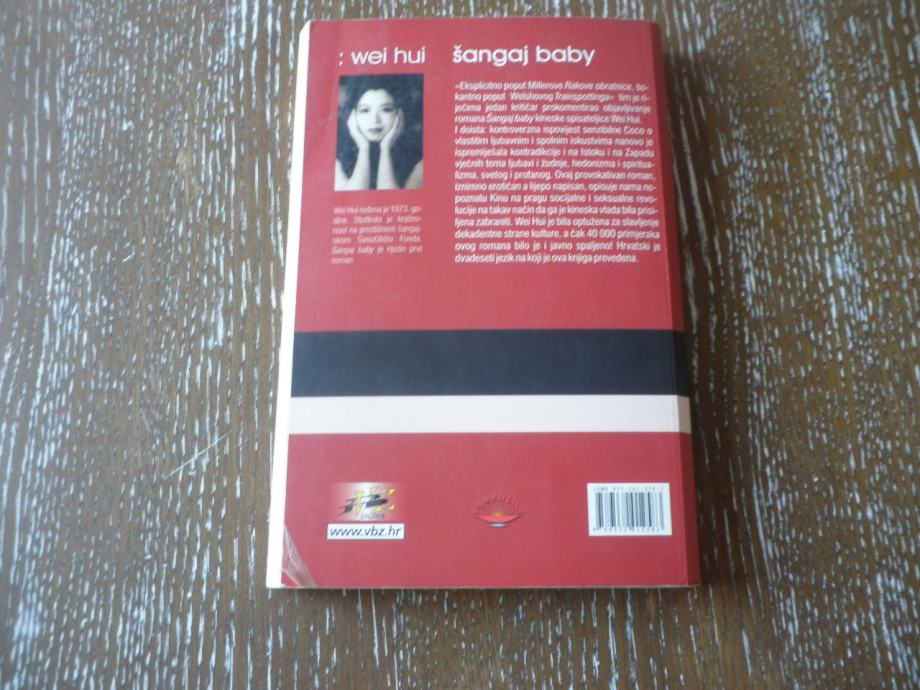 : wei hui šangaj baby
»Eksplicitno poput Millerove Rakove obratnice, šo-
kantno poput Welshovog Trainspottinga« tim je ri-
ječima jedan kritičar prokomentirao objavljivanje
romana Šangaj baby kineske spisateljice Wei Hui.
I doista: kontroverzna ispovijest senzibilne Coco o
vlastitim ljubavnim i spolnim iskustvima nanovo je
ispremiješala kontradikcije i na Istoku i na Zapadu
vječnih tema ljubavi i žudnje, hedonizma i spiritua-
lizma, svetog i profanog. Ovaj provokativan roman,
iznimno erotičan a lijepo napisan, opisuje nama ne-
poznatu Kinu na pragu socijalne i seksualne revo-
lucije na takav način da ga je kineska vlada bila prisi-
ljena zabraniti. Wei Hui je bila optužena za slavljenje
dekadentne strane kulture, a čak 40 000 primjeraka
ovog romana bilo je i javno spaljeno! Hrvatski je
dvadeseti jezik na koji je ova knjiga prevedena.
Wei Hui rođena je 1973. go-
dine. Studirala je književ-
nost na prestižnom šangaj-
skom Sveučilištu Fuda.
Šangaj baby je njezin prvi
roman.
ZAGREB
www.vbz.hr
ISBN